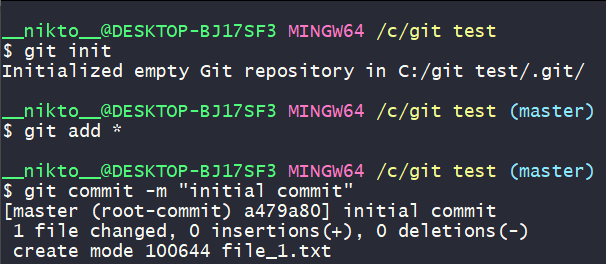 __nikto__@DESKTOP-BJ17SF3 MINGW64 /c/git test
$ git init
Initialized empty Git repository in C:/git test/.git/
__nikto__@DESKTOP-BJ17SF3 MINGW64 /c/git test (master)
$ git add *
__nikto__@DESKTOP-BJ17SF3 MINGW64 /c/git test (master)
$ git commit -m "initial commit"
[master (root-commit) a479a80] initial commit
 1 file changed, 0 insertions(+), 0 deletions(-)
 create mode 100644 file_1.txt